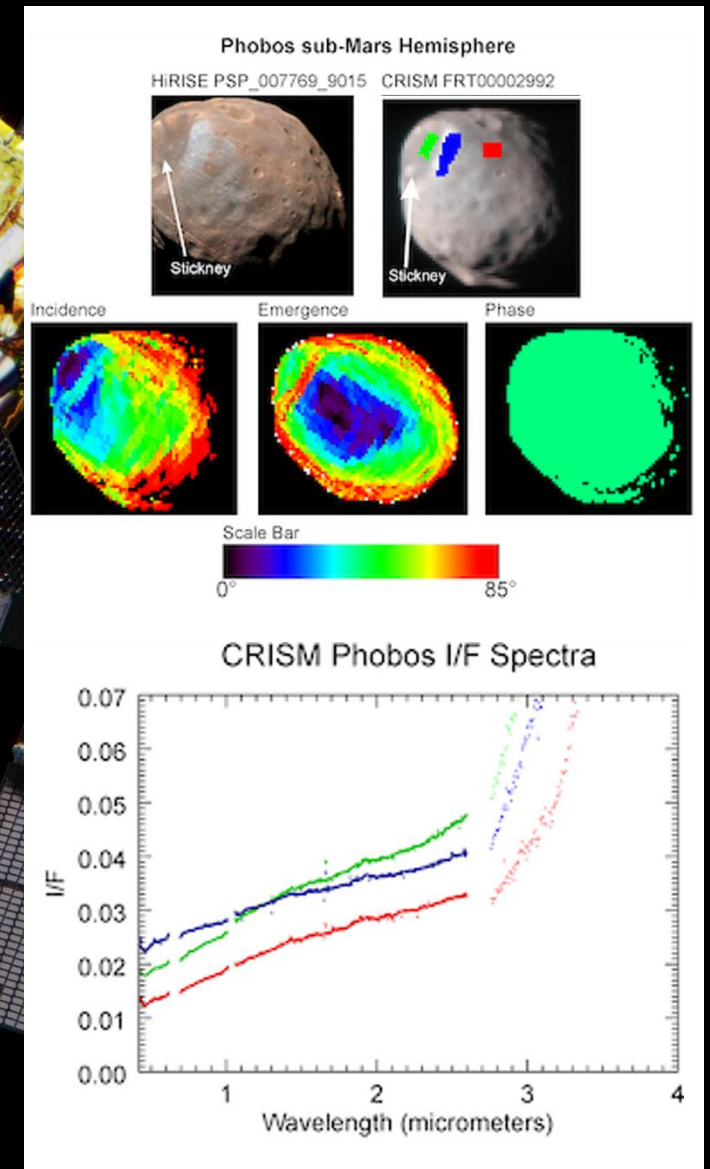 Phobos sub-Mars Hemisphere
HiRISE PSP_007769_9015 CRISM FRT00002992
Stickney
Stickney
Incidence Emergence Phase
Scale Bar
0° 85°
CRISM Phobos I/F Spectra
0.07
0.06
0.05
0.04
0.03
0.02
0.01
0.00
I/F
1 2 3 4
Wavelength (micrometers)